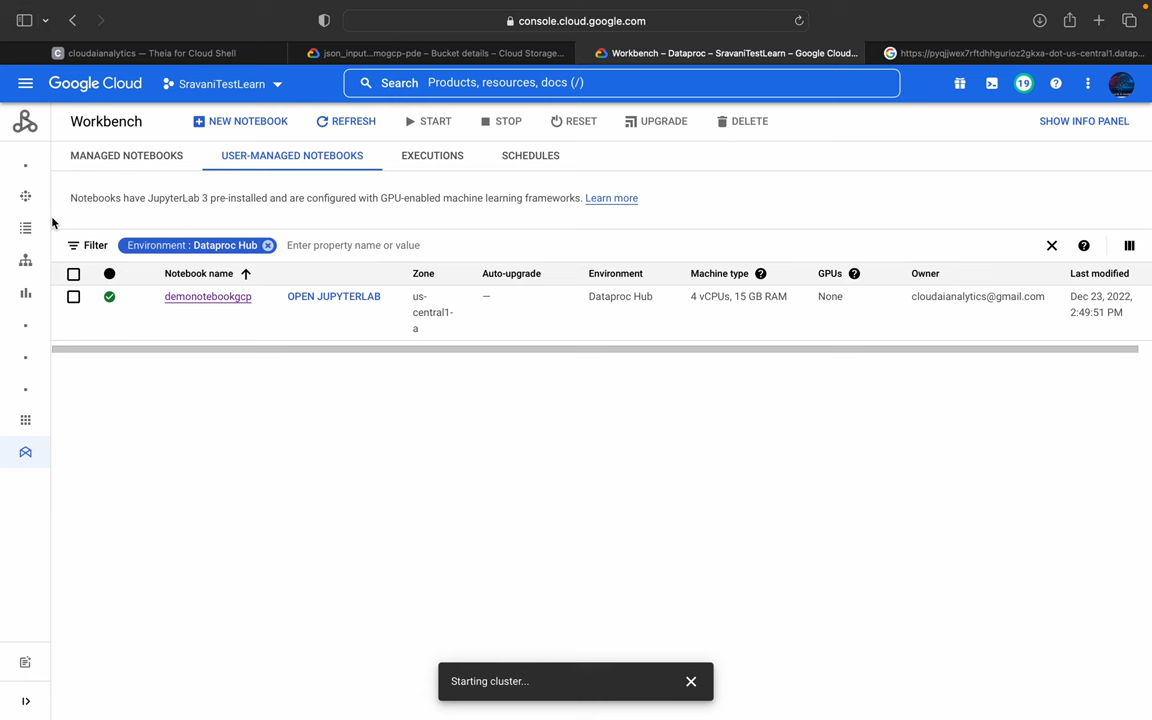 console.cloud.google.com
cloudaianalytics — Theia for Cloud Shell
json_input...mogcp-pde – Bucket details – Cloud Storage...
Workbench – Dataproc – SravaniTestLearn – Google Cloud...
https://pyqjjwex7rftdhhgurioz2gkxa-dot-us-central1.datap...
Google Cloud
SravaniTestLearn
Search Products, resources, docs (/)
19
Workbench
NEW NOTEBOOK
REFRESH
START
STOP
RESET
UPGRADE
DELETE
SHOW INFO PANEL
MANAGED NOTEBOOKS
USER-MANAGED NOTEBOOKS
EXECUTIONS
SCHEDULES
Notebooks have JupyterLab 3 pre-installed and are configured with GPU-enabled machine learning frameworks. Learn more
Filter
Environment : Dataproc Hub
Enter property name or value
Notebook name
Zone
Auto-upgrade
Environment
Machine type
GPUs
Owner
Last modified
demonotebookgcp
OPEN JUPYTERLAB
us-
central1-
a
—
Dataproc Hub
4 vCPUs, 15 GB RAM
None
cloudaianalytics@gmail.com
Dec 23, 2022,
2:49:51 PM
Starting cluster...